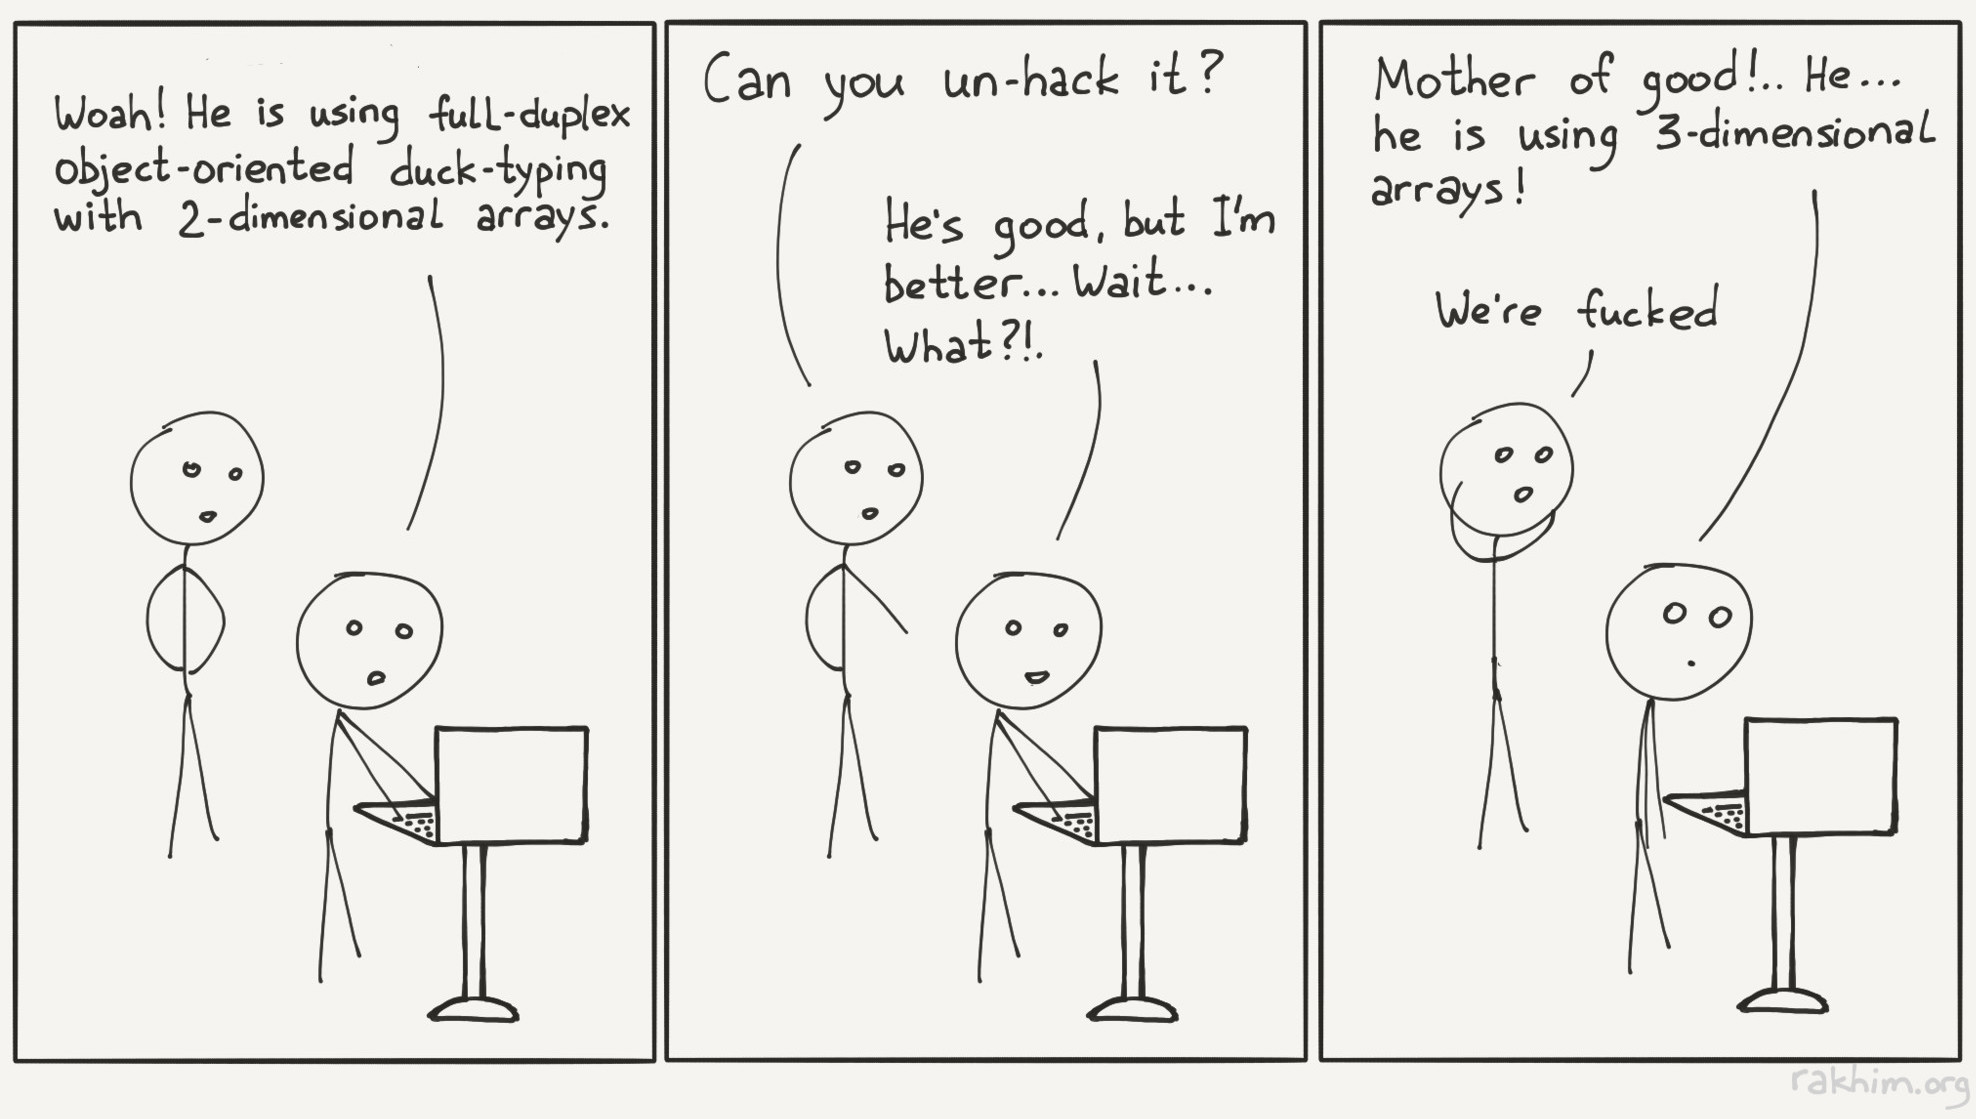 Woah! He is using full-duplex
object-oriented duck-typing
with 2-dimensional arrays.
Can you un-hack it?
He's good, but I'm
better... Wait...
What?!.
Mother of good!.. He...
he is using 3-dimensional
arrays!
We're fucked
rakhim.org